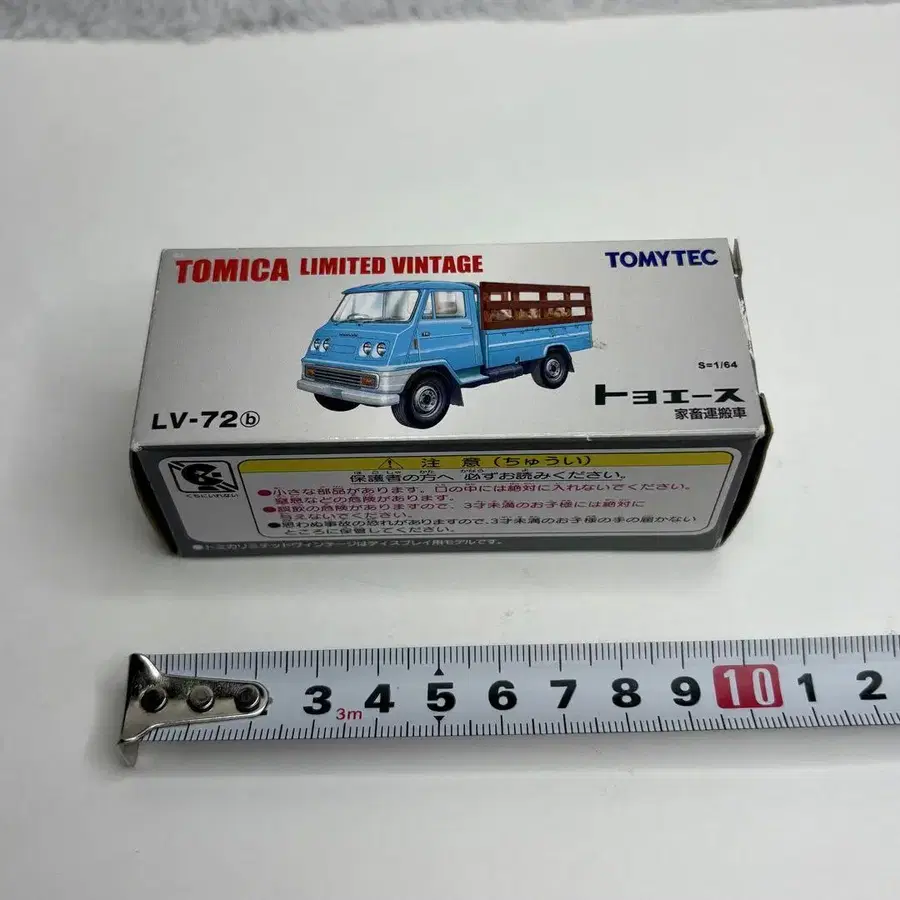 TOMICA LIMITED VINTAGE
TOMYTEC
S=1/64
LV-72ⓑ
トヨエース
家畜運搬車
くちにいれない
⚠ 注意(ちゅうい)
保護者の方へ 必ずお読みください。
●小さな部品があります。口の中には絶対に入れないでください。
窒息などの危険があります。
●誤飲の危険がありますので、3才未満のお子様には絶対に
与えないでください。
●思わぬ事故の恐れがありますので、3才未満のお子様の手の届かない
ところに保管してください。
●トミカリミテッドヴィンテージはディスプレイ用モデルです。
3 4 5 6 7 8 9 10 1 2
3m